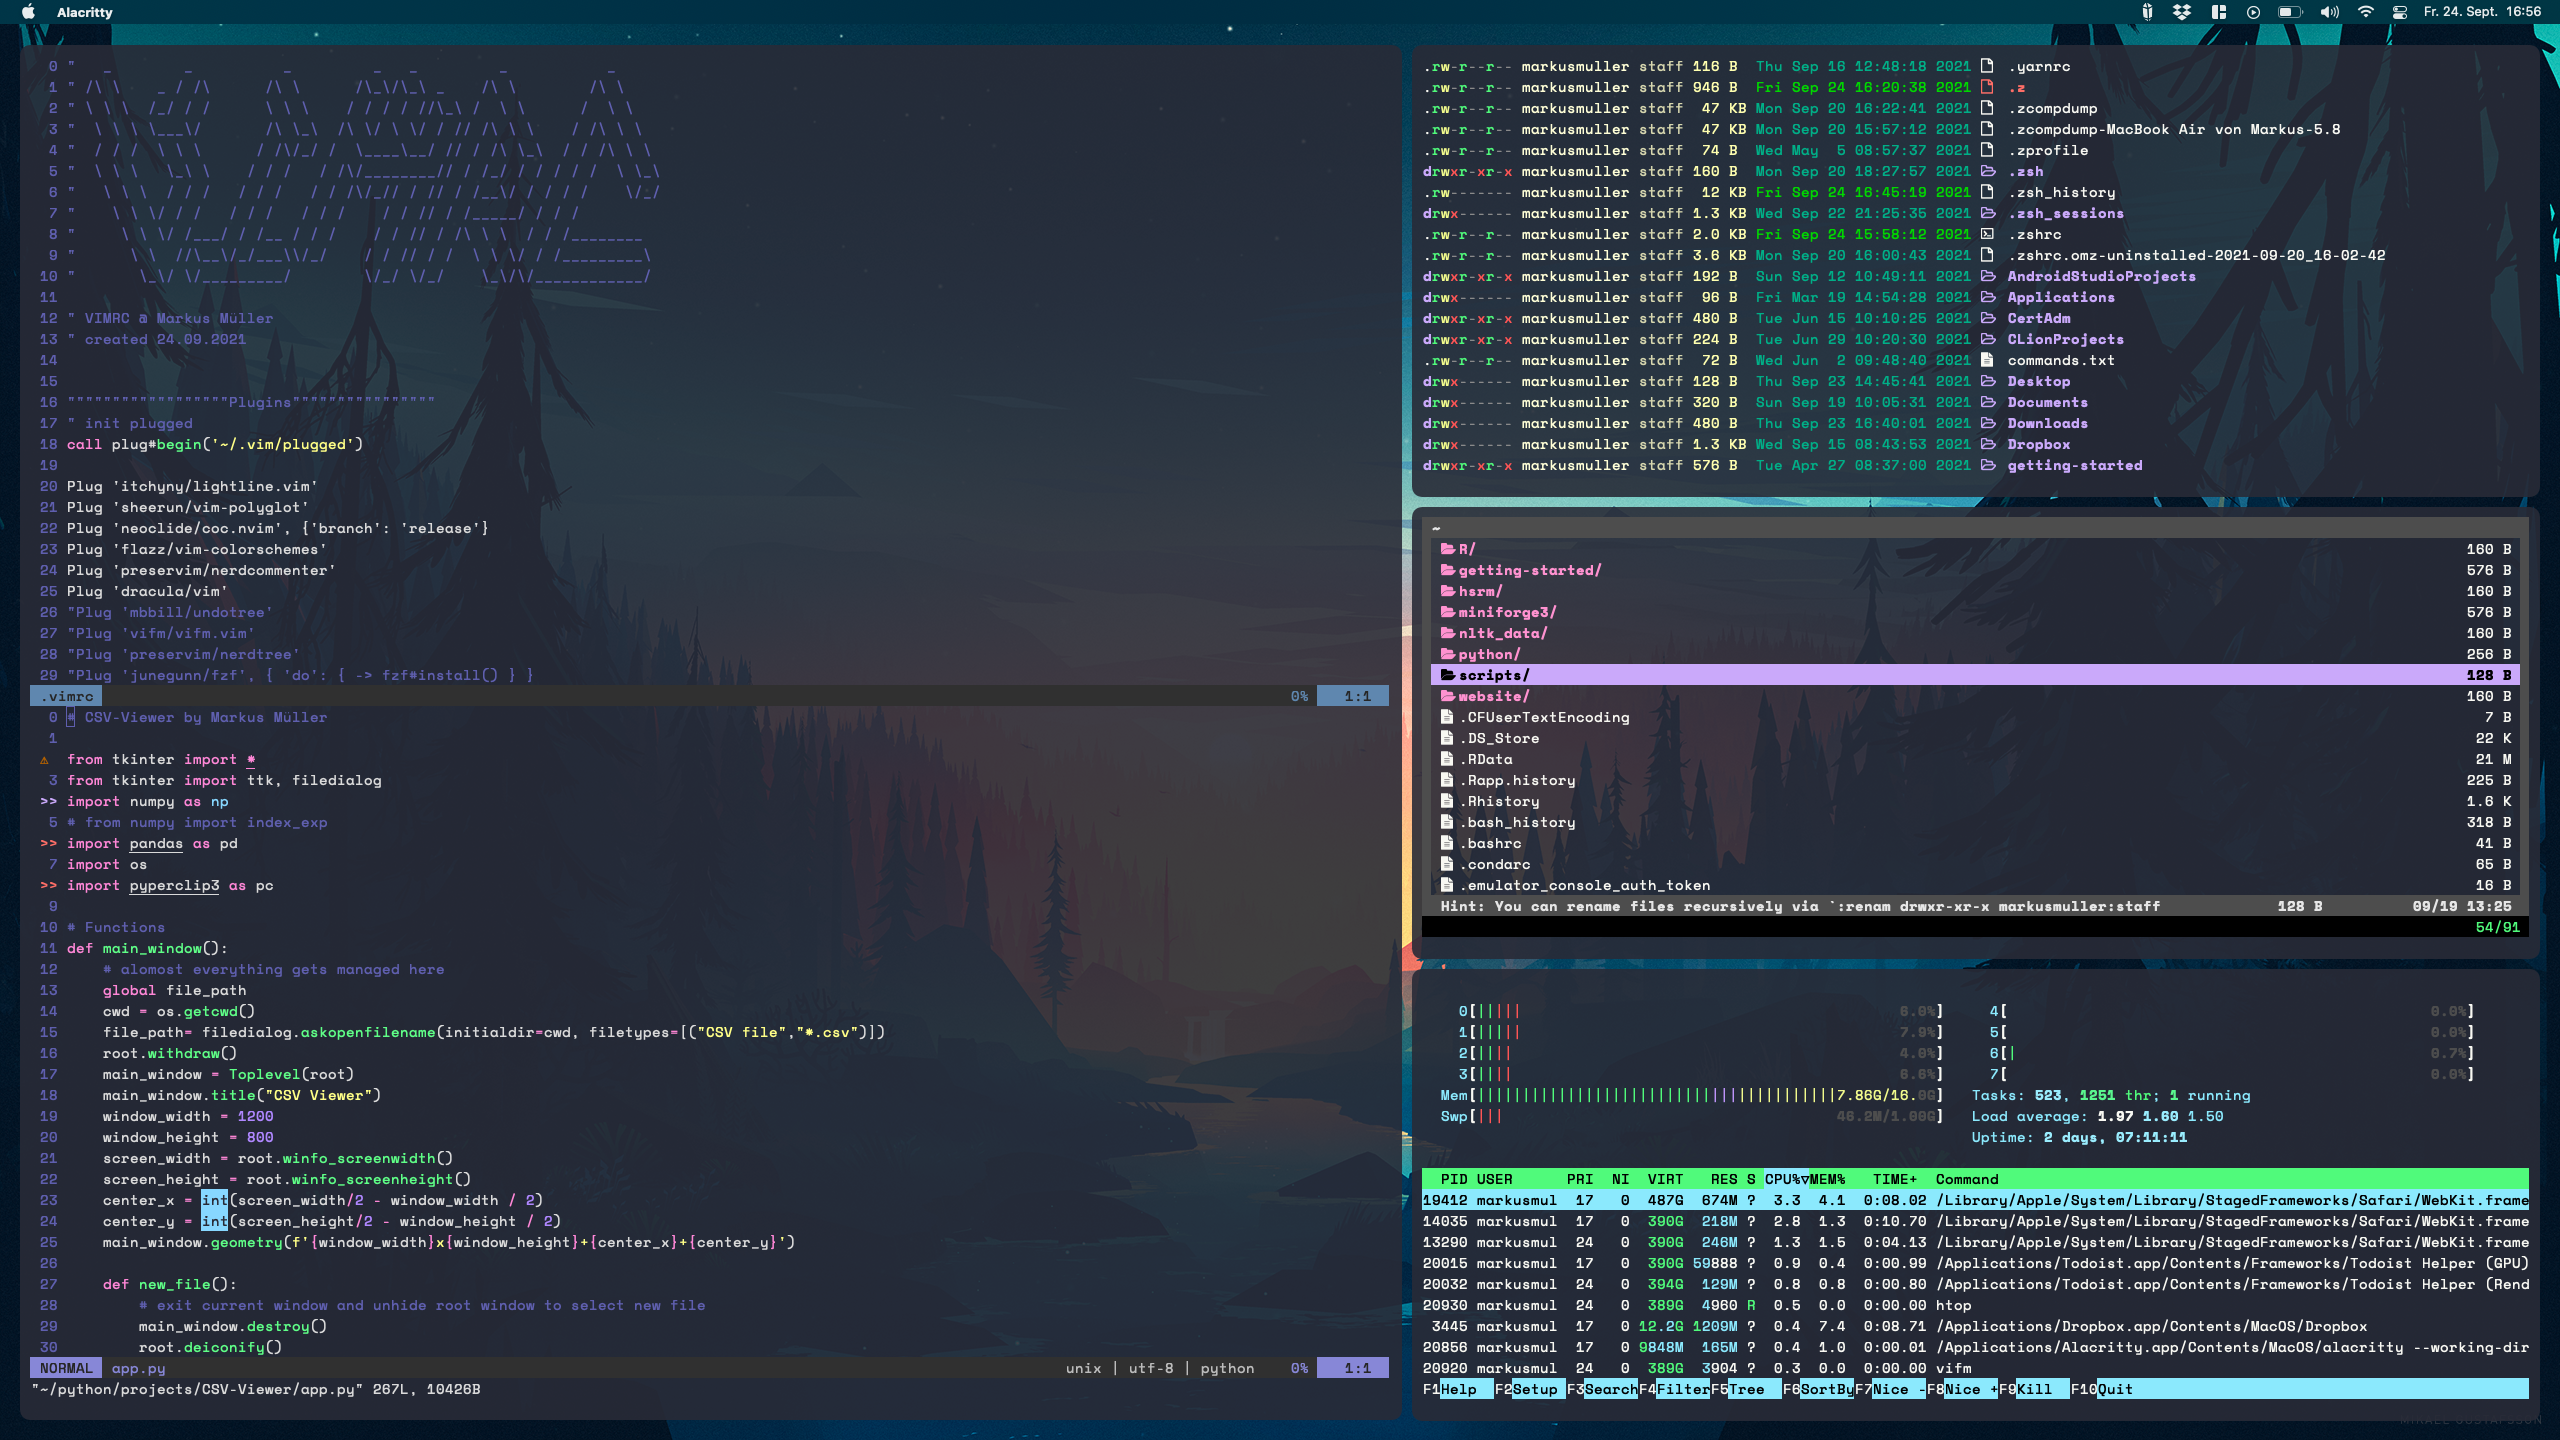 Alacritty
Fr. 24. Sept. 16:56
0 "
1 "
2 "
3 "
4 "
5 "
6 "
7 "
8 "
9 "
10 "
11
12 " VIMRC @ Markus Müller
13 " created 24.09.2021
14
15
16 """"""""""""""""""Plugins""""""""""""""""
17 " init plugged
18 call plug#begin('~/.vim/plugged')
19
20 Plug 'itchyny/lightline.vim'
21 Plug 'sheerun/vim-polyglot'
22 Plug 'neoclide/coc.nvim', {'branch': 'release'}
23 Plug 'flazz/vim-colorschemes'
24 Plug 'preservim/nerdcommenter'
25 Plug 'dracula/vim'
26 "Plug 'mbbill/undotree'
27 "Plug 'vifm/vifm.vim'
28 "Plug 'preservim/nerdtree'
29 "Plug 'junegunn/fzf', { 'do': { -> fzf#install() } }
.vimrc 0% 1:1
0 # CSV-Viewer by Markus Müller
1
⚠ from tkinter import *
3 from tkinter import ttk, filedialog
>> import numpy as np
5 # from numpy import index_exp
>> import pandas as pd
7 import os
>> import pyperclip3 as pc
9
10 # Functions
11 def main_window():
12     # alomost everything gets managed here
13     global file_path
14     cwd = os.getcwd()
15     file_path= filedialog.askopenfilename(initialdir=cwd, filetypes=[("CSV file","*.csv")])
16     root.withdraw()
17     main_window = Toplevel(root)
18     main_window.title("CSV Viewer")
19     window_width = 1200
20     window_height = 800
21     screen_width = root.winfo_screenwidth()
22     screen_height = root.winfo_screenheight()
23     center_x = int(screen_width/2 - window_width / 2)
24     center_y = int(screen_height/2 - window_height / 2)
25     main_window.geometry(f'{window_width}x{window_height}+{center_x}+{center_y}')
26
27     def new_file():
28         # exit current window and unhide root window to select new file
29         main_window.destroy()
30         root.deiconify()
NORMAL app.py unix | utf-8 | python 0% 1:1
"~/python/projects/CSV-Viewer/app.py" 267L, 10426B
.rw-r--r-- markusmuller staff 116 B Thu Sep 16 12:48:18 2021 .yarnrc
.rw-r--r-- markusmuller staff 946 B Fri Sep 24 16:20:38 2021 .z
.rw-r--r-- markusmuller staff 47 KB Mon Sep 20 16:22:41 2021 .zcompdump
.rw-r--r-- markusmuller staff 47 KB Mon Sep 20 15:57:12 2021 .zcompdump-MacBook Air von Markus-5.8
.rw-r--r-- markusmuller staff 74 B Wed May 5 08:57:37 2021 .zprofile
drwxr-xr-x markusmuller staff 160 B Mon Sep 20 18:27:57 2021 .zsh
.rw------- markusmuller staff 12 KB Fri Sep 24 16:45:19 2021 .zsh_history
drwx------ markusmuller staff 1.3 KB Wed Sep 22 21:25:35 2021 .zsh_sessions
.rw-r--r-- markusmuller staff 2.0 KB Fri Sep 24 15:58:12 2021 .zshrc
.rw-r--r-- markusmuller staff 3.6 KB Mon Sep 20 16:00:43 2021 .zshrc.omz-uninstalled-2021-09-20_16-02-42
drwxr-xr-x markusmuller staff 192 B Sun Sep 12 10:49:11 2021 AndroidStudioProjects
drwx------ markusmuller staff 96 B Fri Mar 19 14:54:28 2021 Applications
drwxr-xr-x markusmuller staff 480 B Tue Jun 15 10:10:25 2021 CertAdm
drwxr-xr-x markusmuller staff 224 B Tue Jun 29 10:20:30 2021 CLionProjects
.rw-r--r-- markusmuller staff 72 B Wed Jun 2 09:48:40 2021 commands.txt
drwx------ markusmuller staff 128 B Thu Sep 23 14:45:41 2021 Desktop
drwx------ markusmuller staff 320 B Sun Sep 19 10:05:31 2021 Documents
drwx------ markusmuller staff 480 B Thu Sep 23 16:40:01 2021 Downloads
drwx------ markusmuller staff 1.3 KB Wed Sep 15 08:43:53 2021 Dropbox
drwxr-xr-x markusmuller staff 576 B Tue Apr 27 08:37:00 2021 getting-started
~
R/ 160 B
getting-started/ 576 B
hsrm/ 160 B
miniforge3/ 576 B
nltk_data/ 160 B
python/ 256 B
scripts/ 128 B
website/ 160 B
.CFUserTextEncoding 7 B
.DS_Store 22 K
.RData 21 M
.Rapp.history 225 B
.Rhistory 1.6 K
.bash_history 318 B
.bashrc 41 B
.condarc 65 B
.emulator_console_auth_token 16 B
Hint: You can rename files recursively via `:renam drwxr-xr-x markusmuller:staff 128 B 09/19 13:25
54/91
0[||||| 6.0%] 4[ 0.0%]
1[||||| 7.9%] 5[ 0.0%]
2[|||| 4.0%] 6[| 0.7%]
3[|||| 6.6%] 7[ 0.0%]
Mem[||||||||||||||||||||||||||||||||||||||||7.86G/16.0G] Tasks: 523, 1251 thr; 1 running
Swp[||| 46.2M/1.00G] Load average: 1.97 1.60 1.50
Uptime: 2 days, 07:11:11
PID USER PRI NI VIRT RES S CPU%▽MEM% TIME+ Command
19412 markusmul 17 0 487G 674M ? 3.3 4.1 0:08.02 /Library/Apple/System/Library/StagedFrameworks/Safari/WebKit.frame
14035 markusmul 17 0 390G 218M ? 2.8 1.3 0:10.70 /Library/Apple/System/Library/StagedFrameworks/Safari/WebKit.frame
13290 markusmul 24 0 390G 246M ? 1.3 1.5 0:04.13 /Library/Apple/System/Library/StagedFrameworks/Safari/WebKit.frame
20015 markusmul 17 0 390G 59888 ? 0.9 0.4 0:00.99 /Applications/Todoist.app/Contents/Frameworks/Todoist Helper (GPU)
20032 markusmul 24 0 394G 129M ? 0.8 0.8 0:00.80 /Applications/Todoist.app/Contents/Frameworks/Todoist Helper (Rend
20930 markusmul 24 0 389G 4960 R 0.5 0.0 0:00.00 htop
3445 markusmul 17 0 12.2G 1209M ? 0.4 7.4 0:08.71 /Applications/Dropbox.app/Contents/MacOS/Dropbox
20856 markusmul 17 0 9848M 165M ? 0.4 1.0 0:00.01 /Applications/Alacritty.app/Contents/MacOS/alacritty --working-dir
20920 markusmul 24 0 389G 3904 ? 0.3 0.0 0:00.00 vifm
F1Help F2Setup F3SearchF4FilterF5Tree F6SortByF7Nice -F8Nice +F9Kill F10Quit